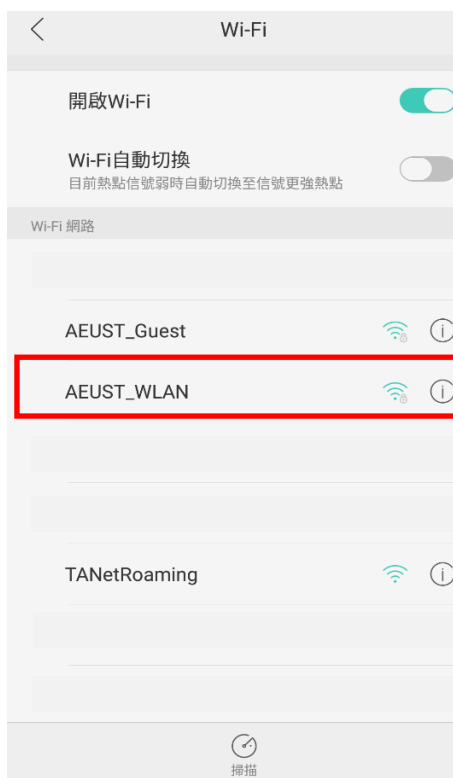 Wi-Fi
開啟Wi-Fi
Wi-Fi自動切換
目前熱點信號弱時自動切換至信號更強熱點
Wi-Fi 網路
AEUST_Guest
AEUST_WLAN
TANetRoaming
掃描